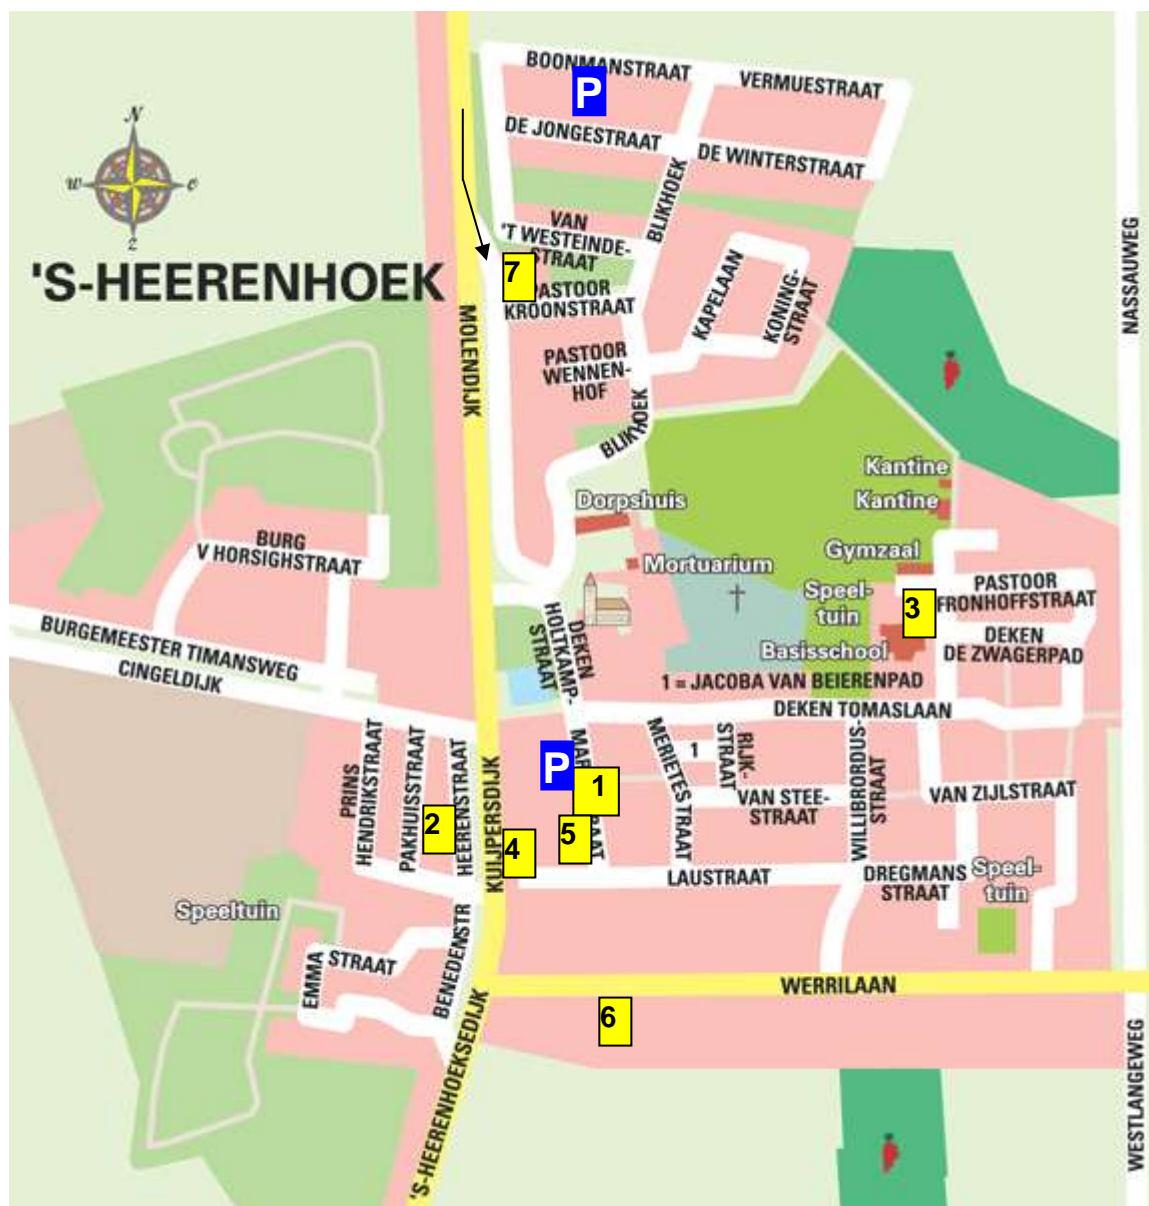 BOONMANSTRAAT
VERMUESTRAAT
P
N
W
O
Z
DE JONGESTRAAT
DE WINTERSTRAAT
BLIKHOEK
VAN
'T WESTEINDE-
STRAAT
'S-HEERENHOEK
7
PASTOOR
KROONSTRAAT
KAPELAAN
KONING-
STRAAT
NASSAUWEG
MOLENDIJK
PASTOOR
WENNEN-
HOF
BLIKHOEK
Kantine
Kantine
Dorpshuis
BURG
V HORSIGHSTRAAT
Gymzaal
Mortuarium
PASTOOR
FRONHOFFSTRAAT
Speel-
tuin
3
DEKEN
HOLTKAMP-
STRAAT
DEKEN
DE ZWAGERPAD
BURGEMEESTER TIMANSWEG
CINGELDIJK
Basisschool
1 = JACOBA VAN BEIERENPAD
DEKEN TOMASLAAN
PRINS
HENDRIKSTRAAT
PAKHUISSTRAAT
HEERENSTRAAT
KUIJPERSDIJK
P
1
MERIETESTRAAT
1
RIJK-
STRAAT
VAN STEE-
STRAAT
WILLIBRORDUS-
STRAAT
VAN ZIJLSTRAAT
2
4
5
LAUSTRAAT
DREGMANS
STRAAT
Speel-
tuin
Speeltuin
EMMA
STRAAT
BENEDENSTR
WERRILAAN
6
'S-HEERENHOEKSEDIJK
WESTLANGEWEG